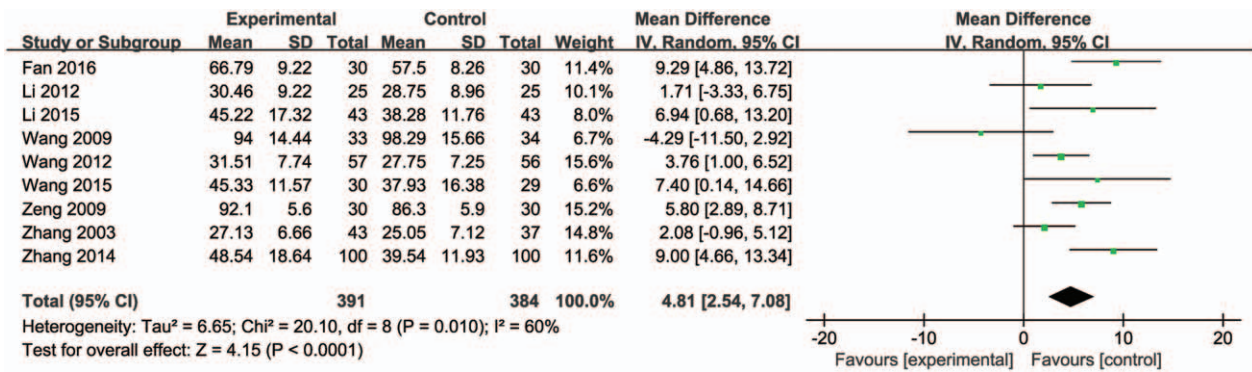 Experimental Control Mean Difference Mean Difference
Study or Subgroup Mean SD Total Mean SD Total Weight IV, Random, 95% CI IV, Random, 95% CI
Fan 2016 66.79 9.22 30 57.5 8.26 30 11.4% 9.29 [4.86, 13.72]
Li 2012 30.46 9.22 25 28.75 8.96 25 10.1% 1.71 [-3.33, 6.75]
Li 2015 45.22 17.32 43 38.28 11.76 43 8.0% 6.94 [0.68, 13.20]
Wang 2009 94 14.44 33 98.29 15.66 34 6.7% -4.29 [-11.50, 2.92]
Wang 2012 31.51 7.74 57 27.75 7.25 56 15.6% 3.76 [1.00, 6.52]
Wang 2015 45.33 11.57 30 37.93 16.38 29 6.6% 7.40 [0.14, 14.66]
Zeng 2009 92.1 5.6 30 86.3 5.9 30 15.2% 5.80 [2.89, 8.71]
Zhang 2003 27.13 6.66 43 25.05 7.12 37 14.8% 2.08 [-0.96, 5.12]
Zhang 2014 48.54 18.64 100 39.54 11.93 100 11.6% 9.00 [4.66, 13.34]
Total (95% CI) 391 384 100.0% 4.81 [2.54, 7.08]
Heterogeneity: Tau² = 6.65; Chi² = 20.10, df = 8 (P = 0.010); I² = 60%
Test for overall effect: Z = 4.15 (P < 0.0001)
-20 -10 0 10 20
Favours [experimental] Favours [control]